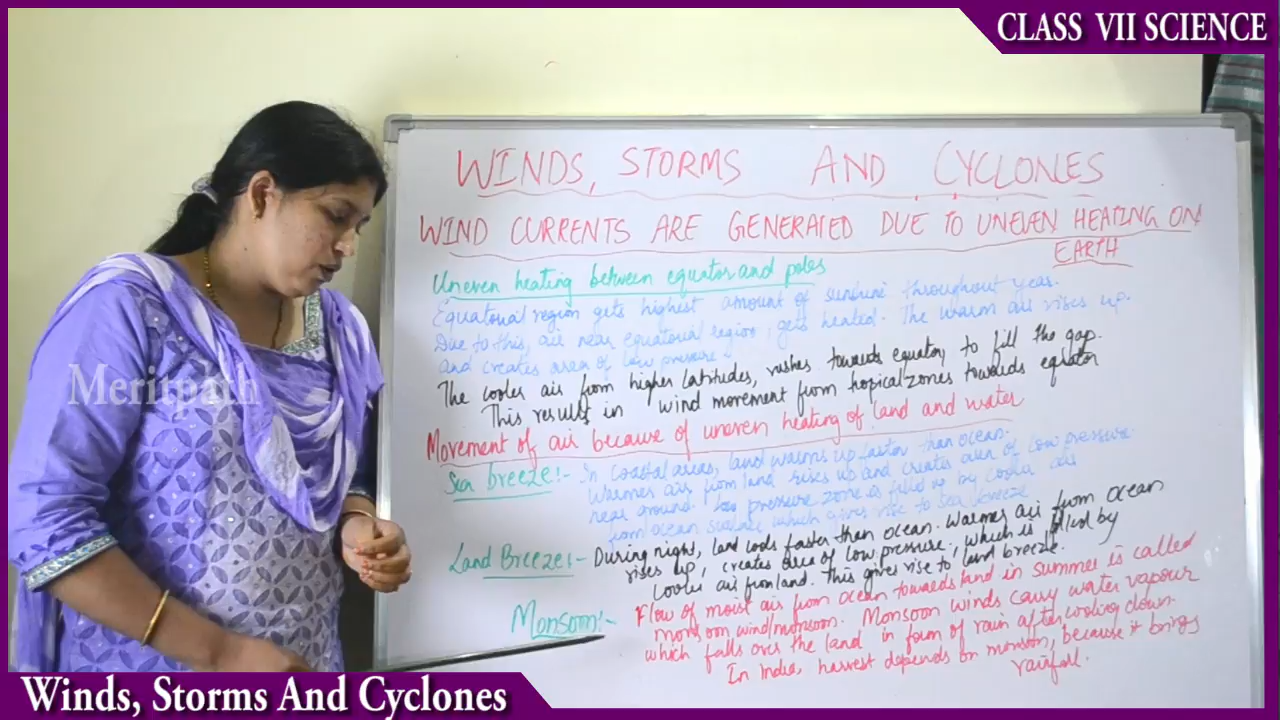 CLASS VII SCIENCE
WINDS, STORMS AND CYCLONES
WIND CURRENTS ARE GENERATED DUE TO UNEVEN HEATING ON
EARTH
Uneven heating between equator and poles
Equatorial region gets highest amount of sunshine throughout year.
Due to this, air near equatorial region, gets heated. The warm air rises up.
and creates area of low pressure.
The cooler air from higher latitudes, rushes towards equator, to fill the gap.
This result in wind movement from tropical zones towards equator
Movement of air because of uneven heating of land and water
Sea breeze:- In coastal areas, land warms up faster than ocean.
Warmer air from land rises up and creates area of low pressure
near around. Low pressure zone is filled up by cooler air
from ocean surface which gives rise to sea breeze
Land Breeze:- During night, land cools faster than ocean. Warmer air from ocean
rises up, creates area of low pressure, which is filled by
cooler air from land. This gives rise to land breeze.
Monsoon:- Flow of moist air from ocean towards land in summer is called
monsoon wind/monsoon. Monsoon winds carry water vapour
which falls over the land in form of rain after cooling down.
In India, harvest depends on monsoon, because it brings
rainfall.
Meritpath
Winds, Storms And Cyclones